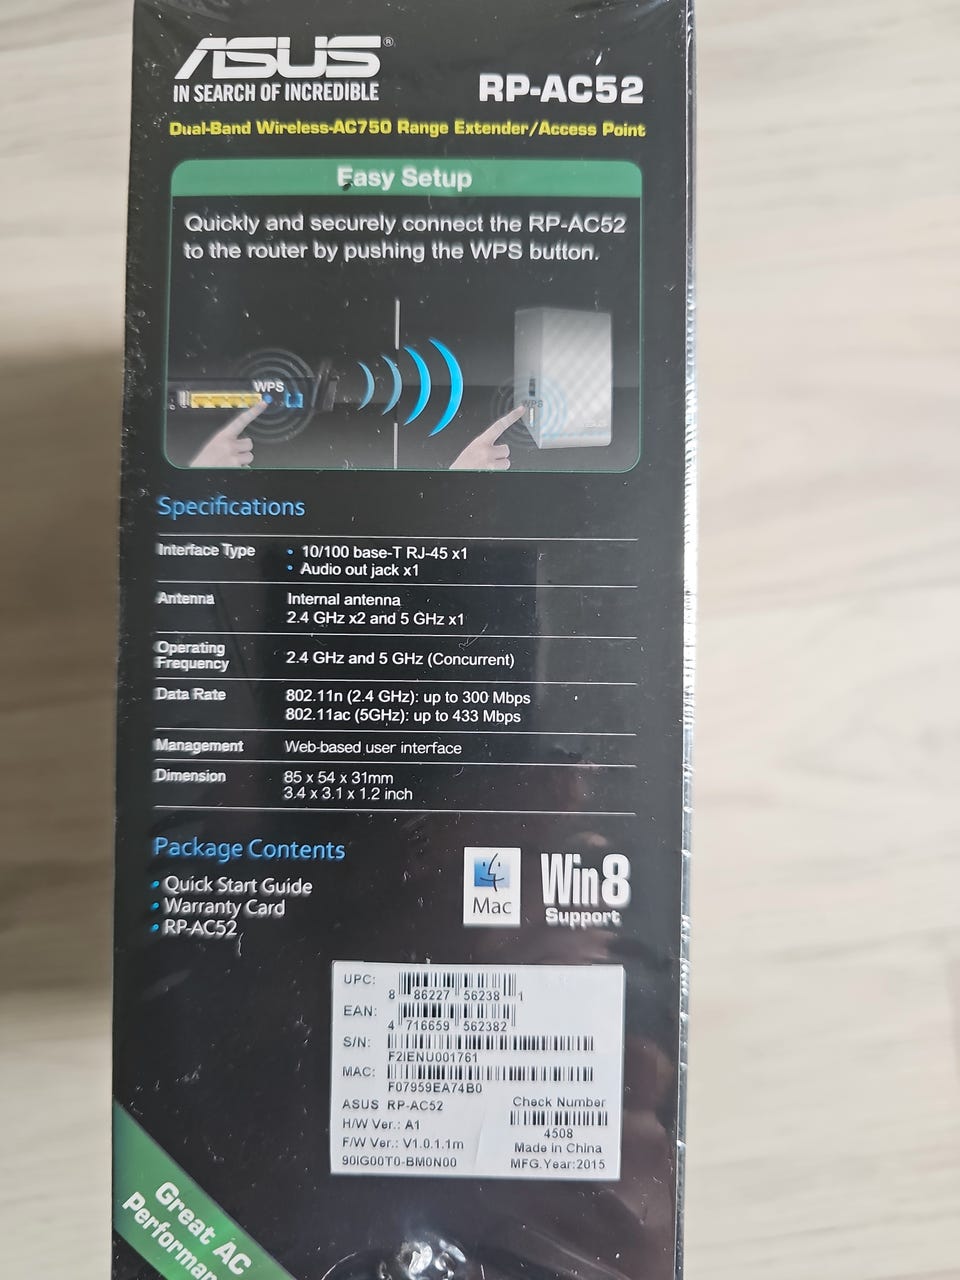 ASUS®
IN SEARCH OF INCREDIBLE
RP-AC52
Dual-Band Wireless-AC750 Range Extender/Access Point
Easy Setup
Quickly and securely connect the RP-AC52
to the router by pushing the WPS button.
WPS
WPS
Specifications
Interface Type
• 10/100 base-T RJ-45 x1
• Audio out jack x1
Antenna
Internal antenna
2.4 GHz x2 and 5 GHz x1
Operating
Frequency
2.4 GHz and 5 GHz (Concurrent)
Data Rate
802.11n (2.4 GHz): up to 300 Mbps
802.11ac (5GHz): up to 433 Mbps
Management
Web-based user interface
Dimension
85 x 54 x 31mm
3.4 x 3.1 x 1.2 inch
Package Contents
• Quick Start Guide
• Warranty Card
• RP-AC52
Mac
Win8
Support
UPC:
8 86227 56238 1
EAN:
4 716659 562382
S/N:
F2IENU001761
MAC:
F07959EA74B0
ASUS RP-AC52
H/W Ver.: A1
F/W Ver.: V1.0.1.1m
90IG00T0-BM0N00
Check Number
4508
Made in China
MFG.Year:2015
Great AC